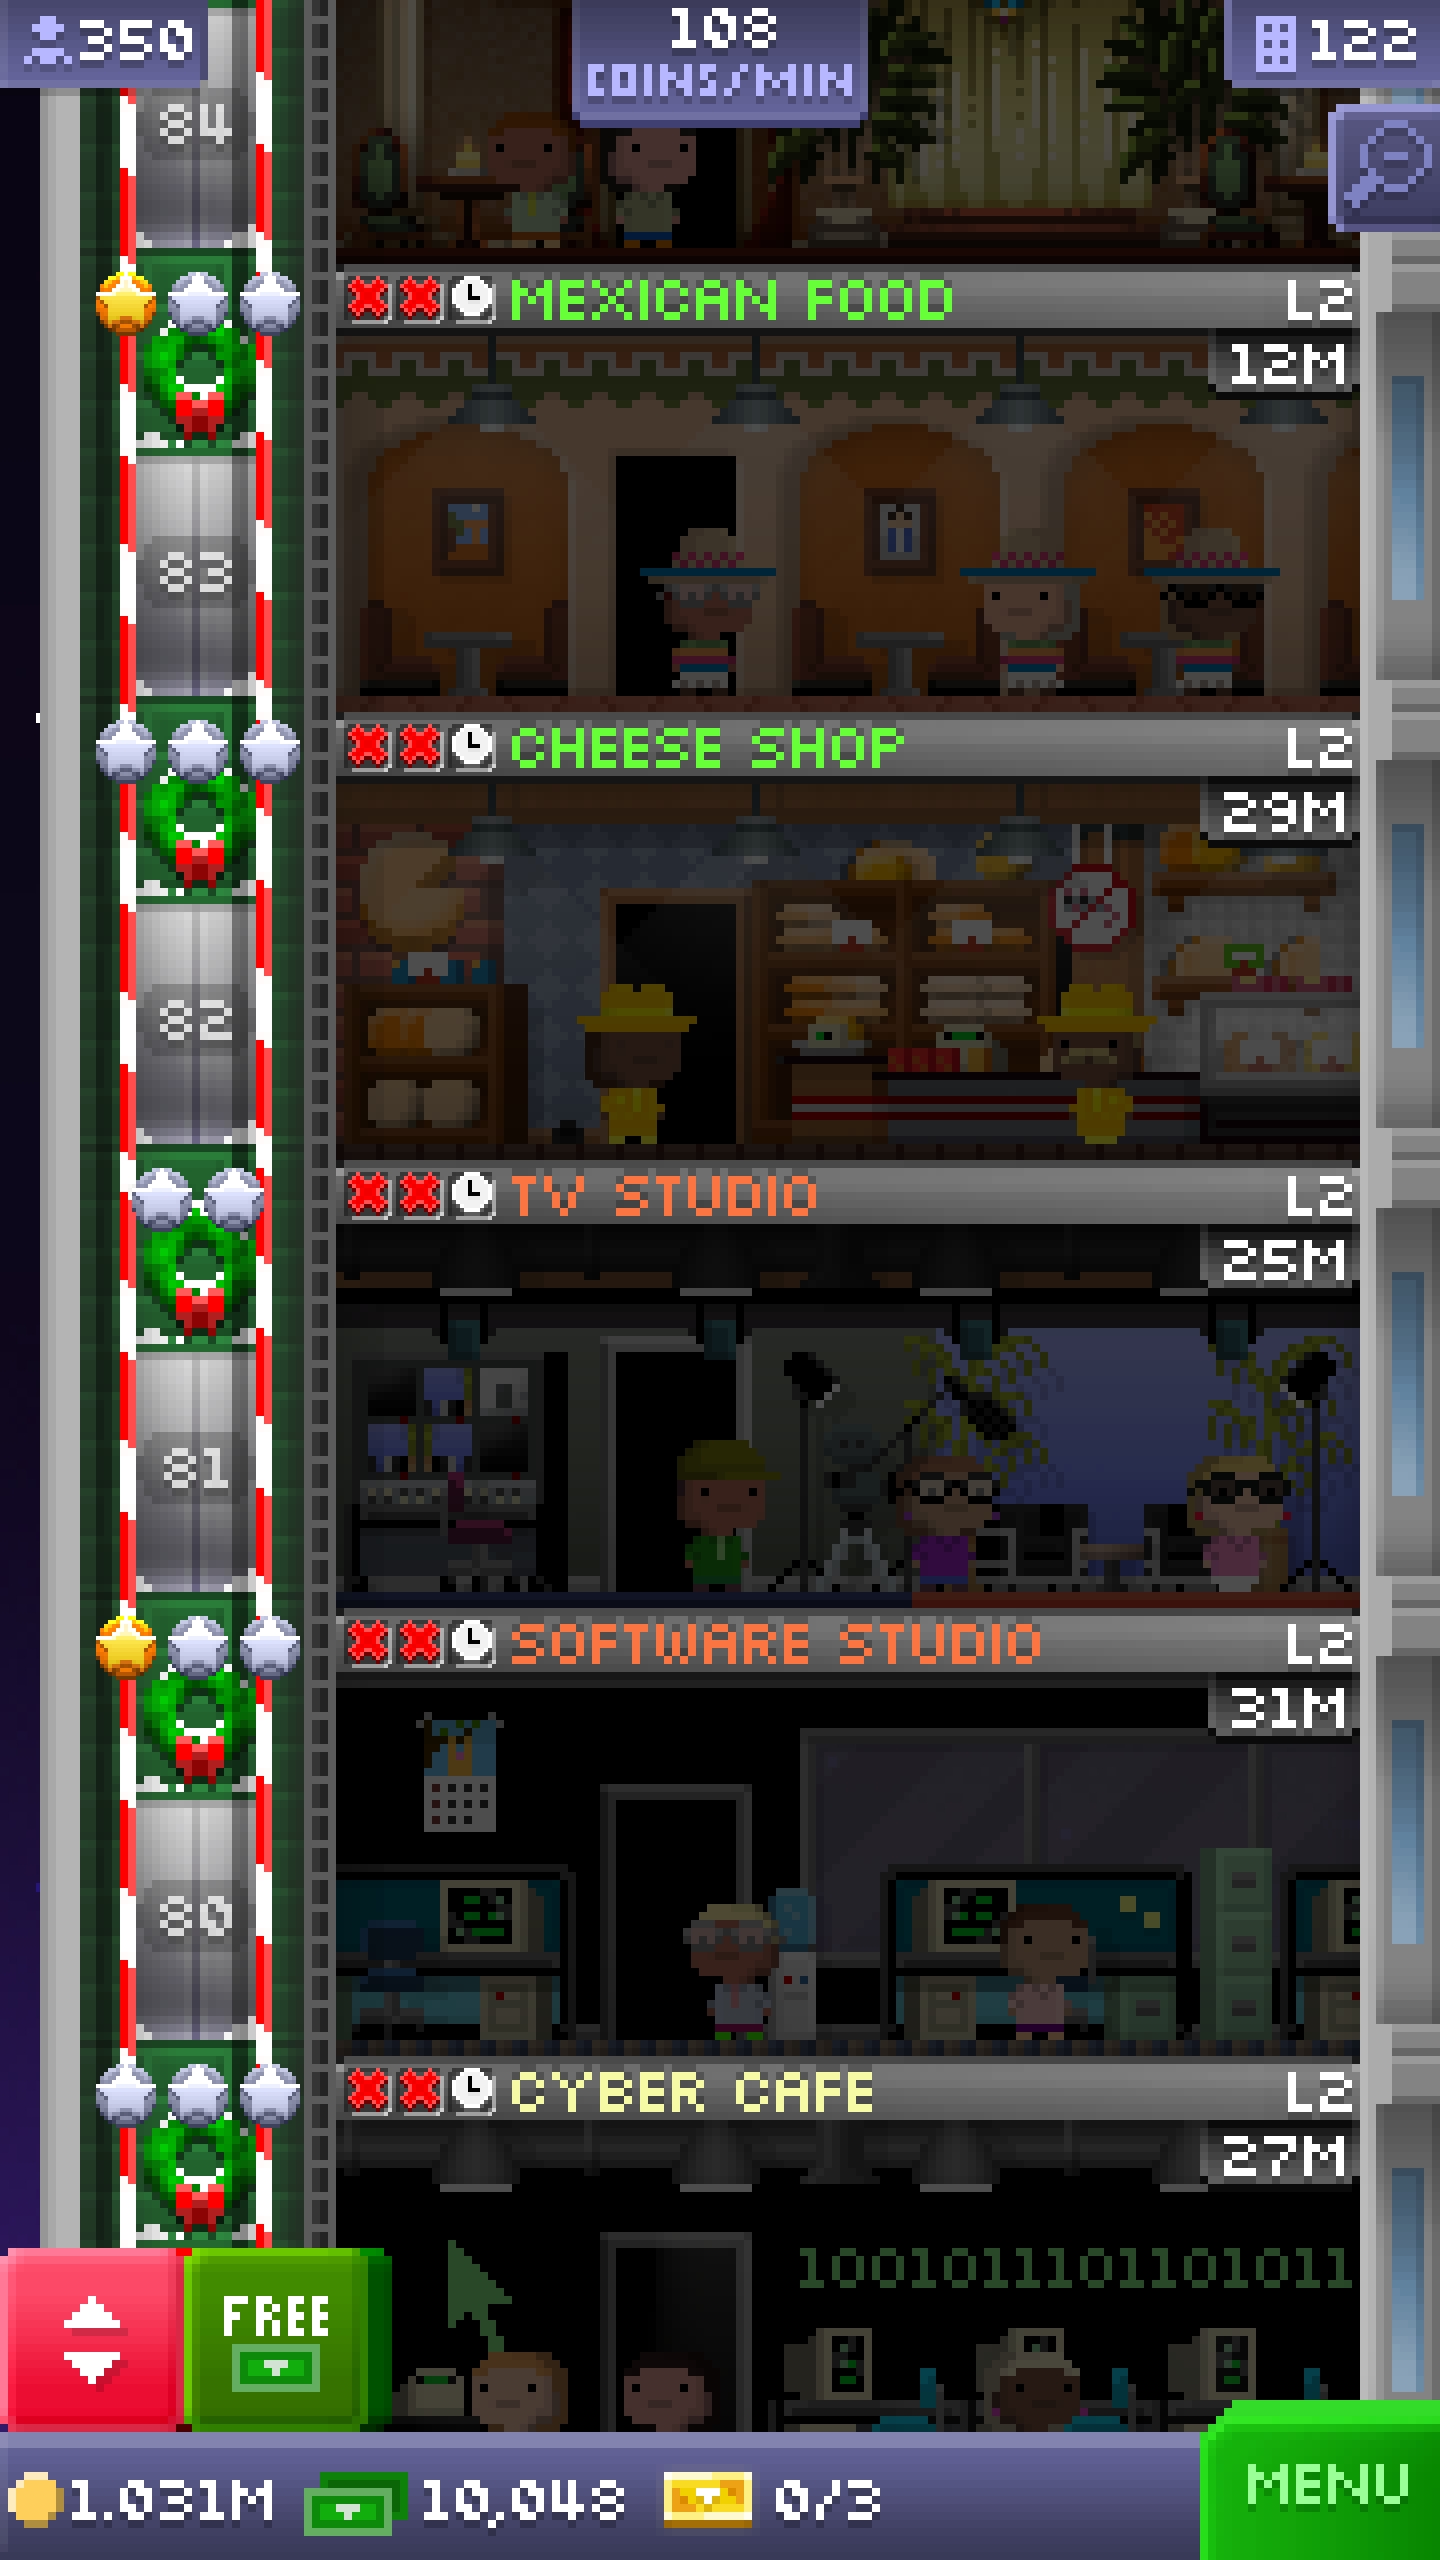 350
108
COINS/MIN
122
84
MEXICAN FOOD L2
12M
83
CHEESE SHOP L2
29M
82
TV STUDIO L2
25M
81
SOFTWARE STUDIO L2
31M
80
CYBER CAFE L2
27M
1001011101101011
FREE
1.031M 10,048 0/3
MENU